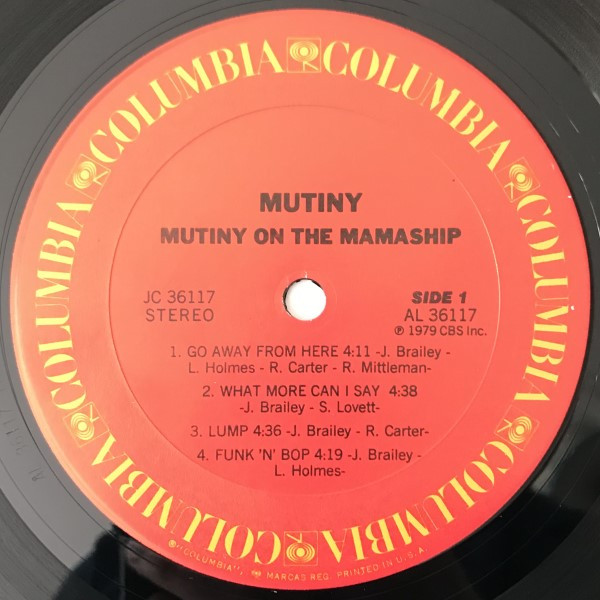 COLUMBIA COLUMBIA COLUMBIA COLUMBIA COLUMBIA COLUMBIA COLUMBIA
MUTINY
MUTINY ON THE MAMASHIP
JC 36117
STEREO
SIDE 1
AL 36117
℗ 1979 CBS Inc.
1. GO AWAY FROM HERE 4:11 -J. Brailey -
L. Holmes - R. Carter - R. Mittleman-
2. WHAT MORE CAN I SAY 4:38
-J. Brailey - S. Lovett-
3. LUMP 4:36 -J. Brailey - R. Carter-
4. FUNK 'N' BOP 4:19 -J. Brailey -
L. Holmes-
®"COLUMBIA", MARCAS REG. PRINTED IN U.S.A.